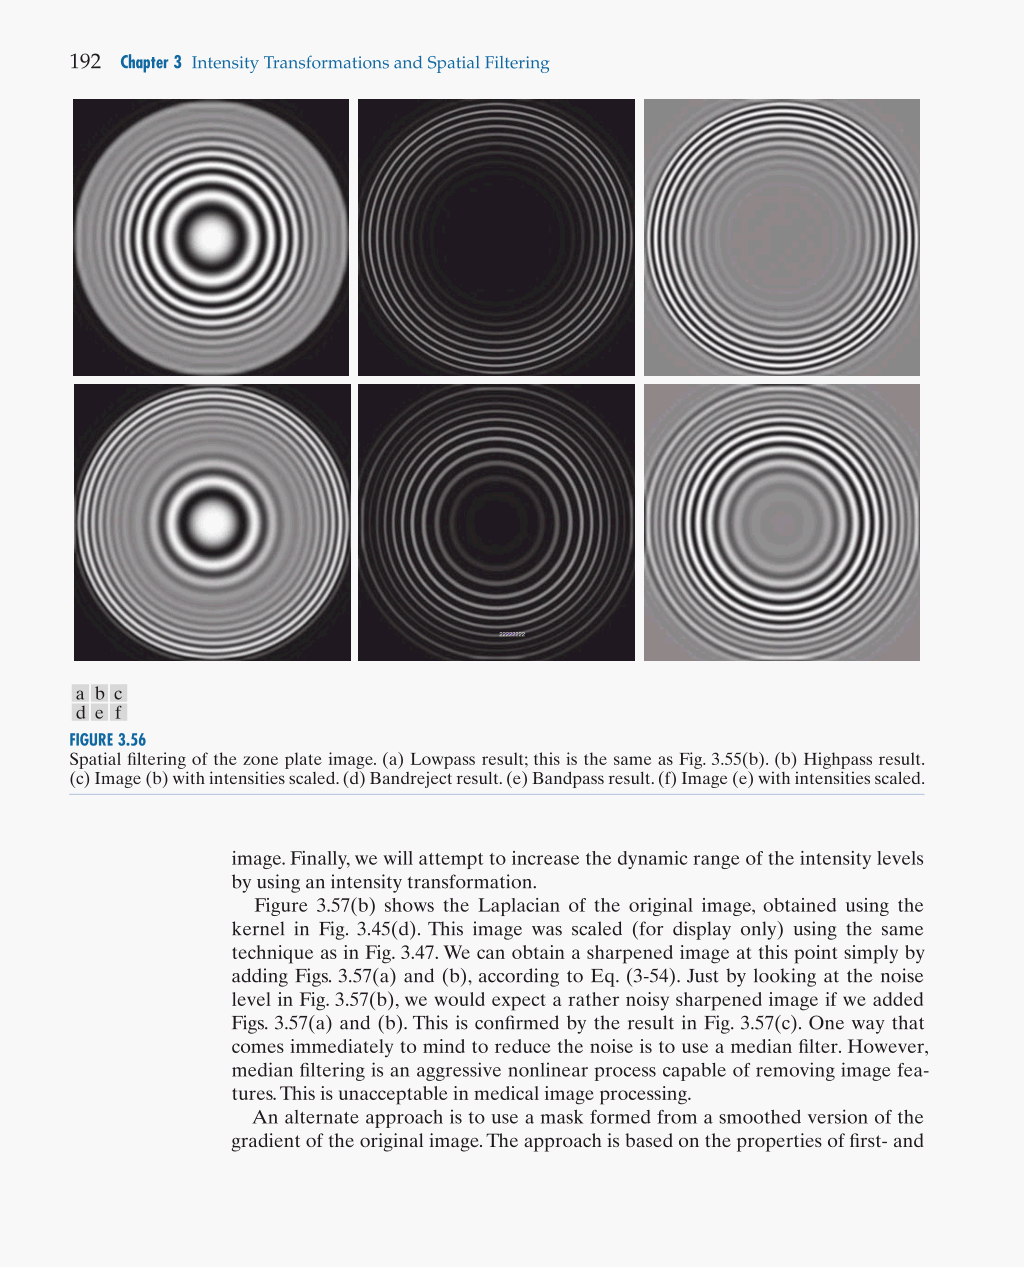 192 Chapter 3 Intensity Transformations and Spatial Filtering
22222222
a b c
d e f
FIGURE 3.56
Spatial filtering of the zone plate image. (a) Lowpass result; this is the same as Fig. 3.55(b). (b) Highpass result.
(c) Image (b) with intensities scaled. (d) Bandreject result. (e) Bandpass result. (f) Image (e) with intensities scaled.
image. Finally, we will attempt to increase the dynamic range of the intensity levels
by using an intensity transformation.
Figure 3.57(b) shows the Laplacian of the original image, obtained using the
kernel in Fig. 3.45(d). This image was scaled (for display only) using the same
technique as in Fig. 3.47. We can obtain a sharpened image at this point simply by
adding Figs. 3.57(a) and (b), according to Eq. (3-54). Just by looking at the noise
level in Fig. 3.57(b), we would expect a rather noisy sharpened image if we added
Figs. 3.57(a) and (b). This is confirmed by the result in Fig. 3.57(c). One way that
comes immediately to mind to reduce the noise is to use a median filter. However,
median filtering is an aggressive nonlinear process capable of removing image fea-
tures. This is unacceptable in medical image processing.
An alternate approach is to use a mask formed from a smoothed version of the
gradient of the original image. The approach is based on the properties of first- and